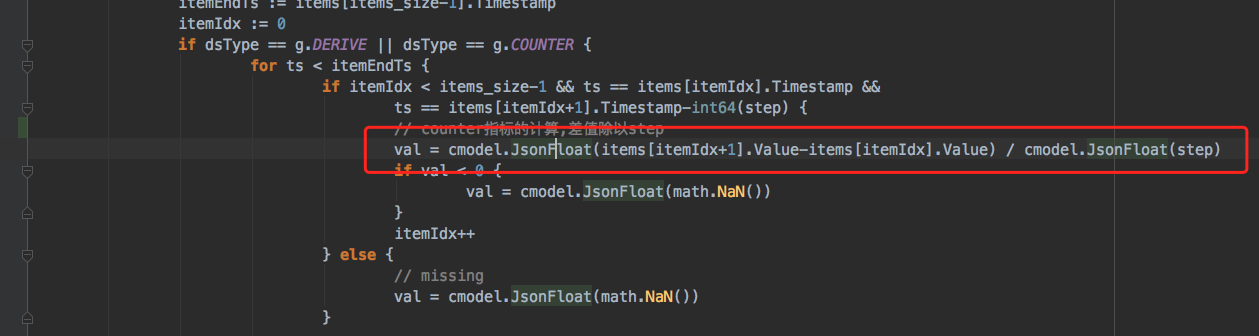 itemEndTs := items[items_size-1].Timestamp
itemIdx := 0
if dsType == g.DERIVE || dsType == g.COUNTER {
for ts < itemEndTs {
if itemIdx < items_size-1 && ts == items[itemIdx].Timestamp &&
ts == items[itemIdx+1].Timestamp-int64(step) {
// counter指标的计算,差值除以step
val = cmodel.JsonFloat(items[itemIdx+1].Value-items[itemIdx].Value) / cmodel.JsonFloat(step)
if val < 0 {
val = cmodel.JsonFloat(math.NaN())
}
itemIdx++
} else {
// missing
val = cmodel.JsonFloat(math.NaN())
}